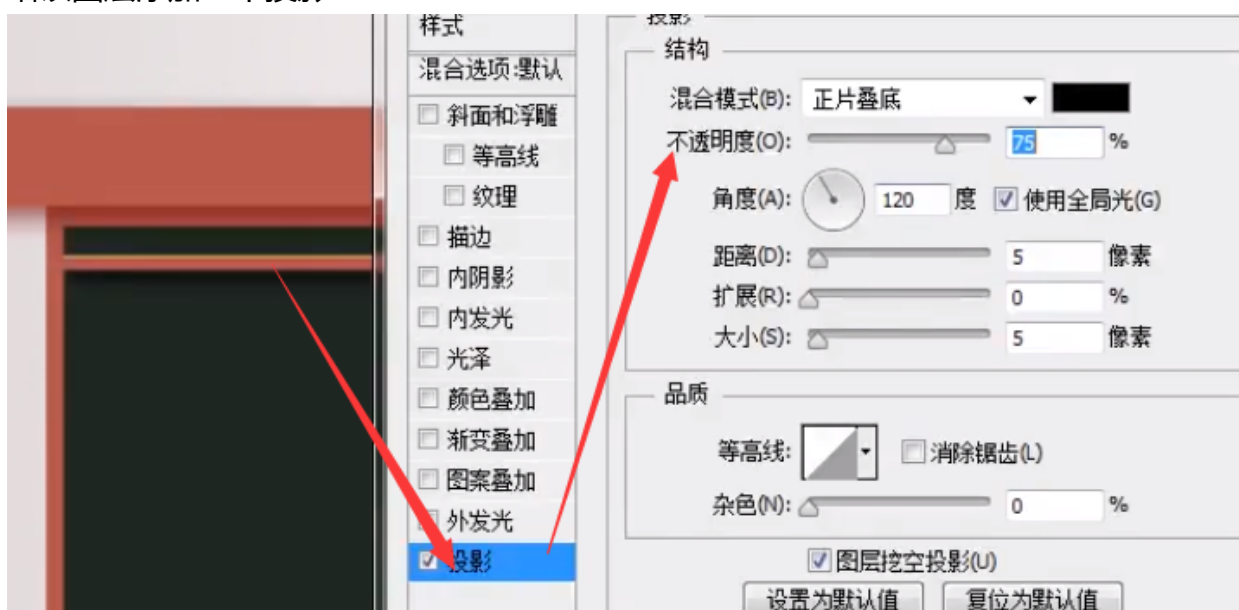 样式
混合选项:默认
斜面和浮雕
等高线
纹理
描边
内阴影
内发光
光泽
颜色叠加
渐变叠加
图案叠加
外发光
投影
投影
结构
混合模式(B): 正片叠底
不透明度(O): 75 %
角度(A): 120 度 使用全局光(G)
距离(D): 5 像素
扩展(R): 0 %
大小(S): 5 像素
品质
等高线: 消除锯齿(L)
杂色(N): 0 %
图层挖空投影(U)
设置为默认值 复位为默认值